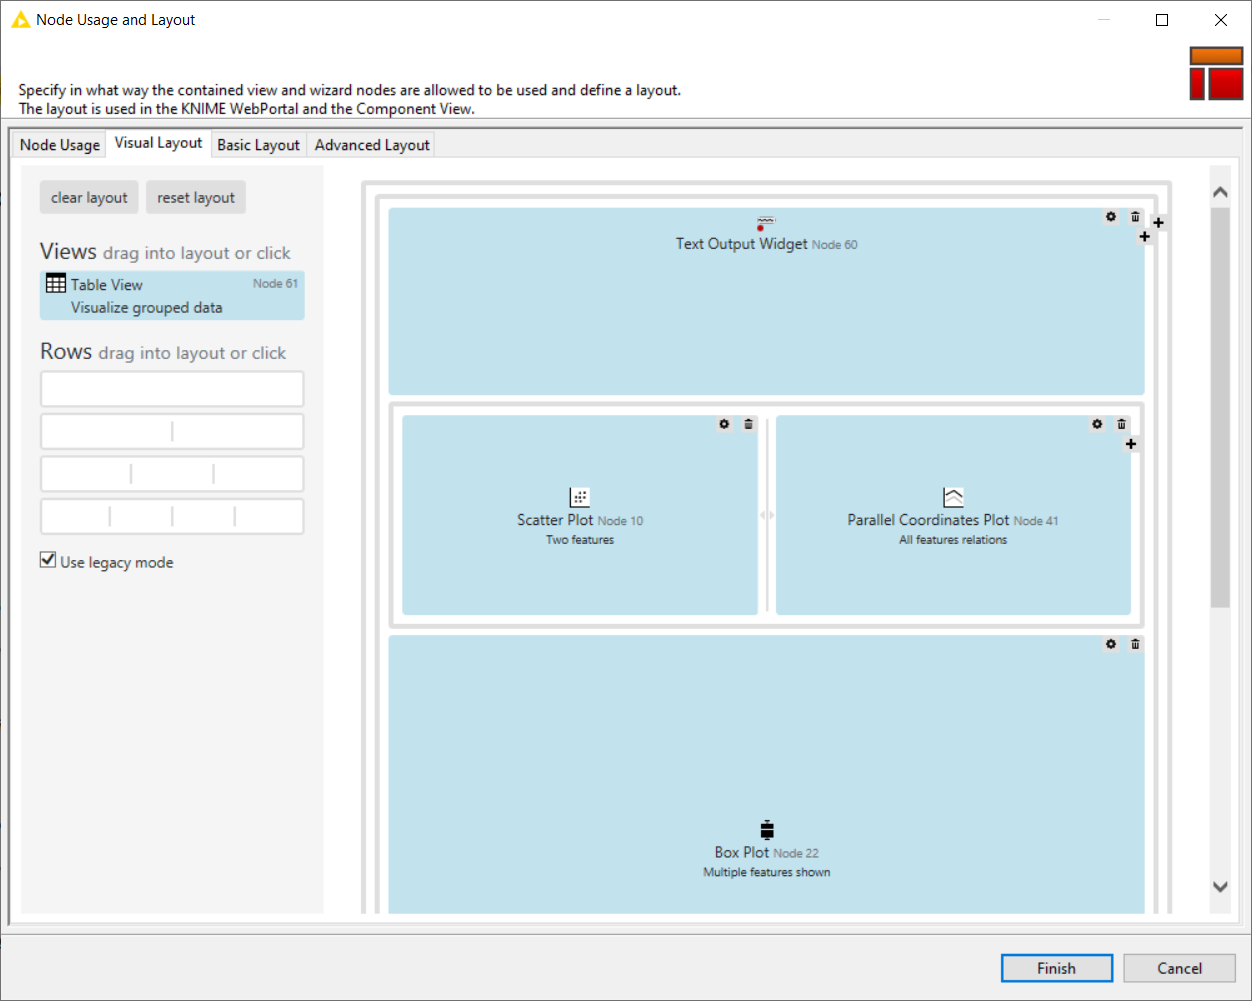 Node Usage and Layout
Specify in what way the contained view and wizard nodes are allowed to be used and define a layout.
The layout is used in the KNIME WebPortal and the Component View.
Node Usage
Visual Layout
Basic Layout
Advanced Layout
clear layout
reset layout
Views drag into layout or click
Table View Node 61
Visualize grouped data
Rows drag into layout or click
Use legacy mode
Text Output Widget Node 60
Scatter Plot Node 10
Two features
Parallel Coordinates Plot Node 41
All features relations
Box Plot Node 22
Multiple features shown
Finish
Cancel